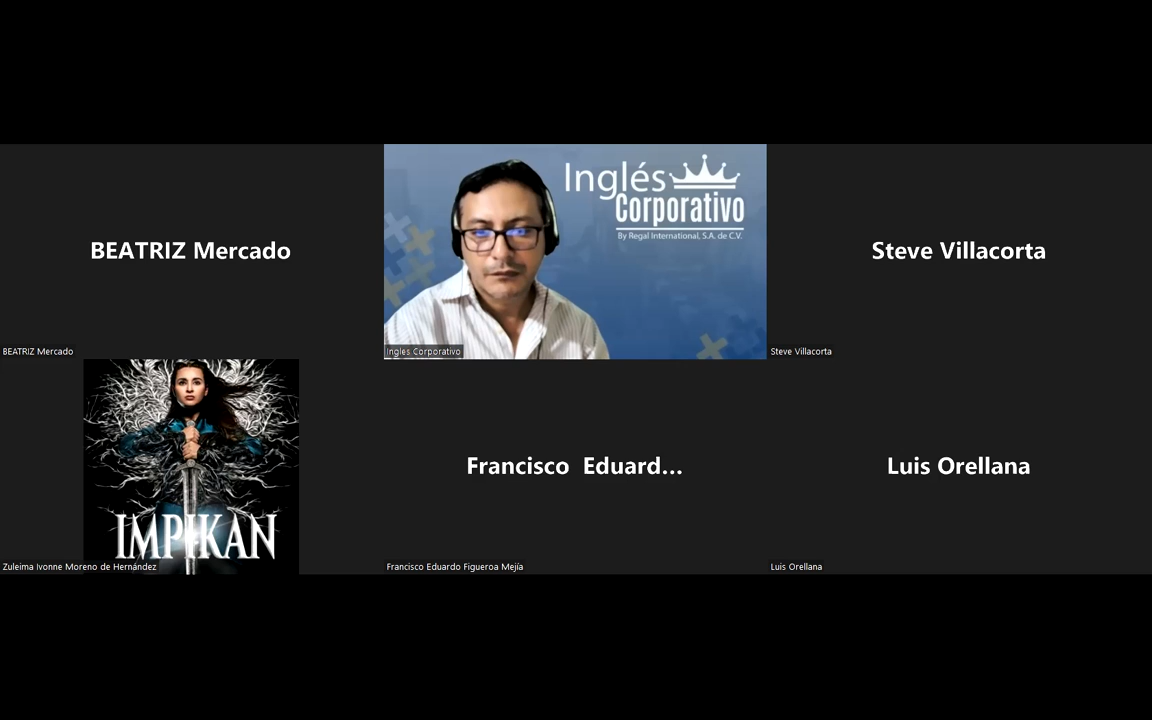 BEATRIZ Mercado
Inglés
Corporativo
By Regal International, S.A. de C.V.
Steve Villacorta
BEATRIZ Mercado
Ingles Corporativo
Steve Villacorta
IMPIKAN
Francisco Eduard...
Luis Orellana
Zuleima Ivonne Moreno de Hernández
Francisco Eduardo Figueroa Mejía
Luis Orellana